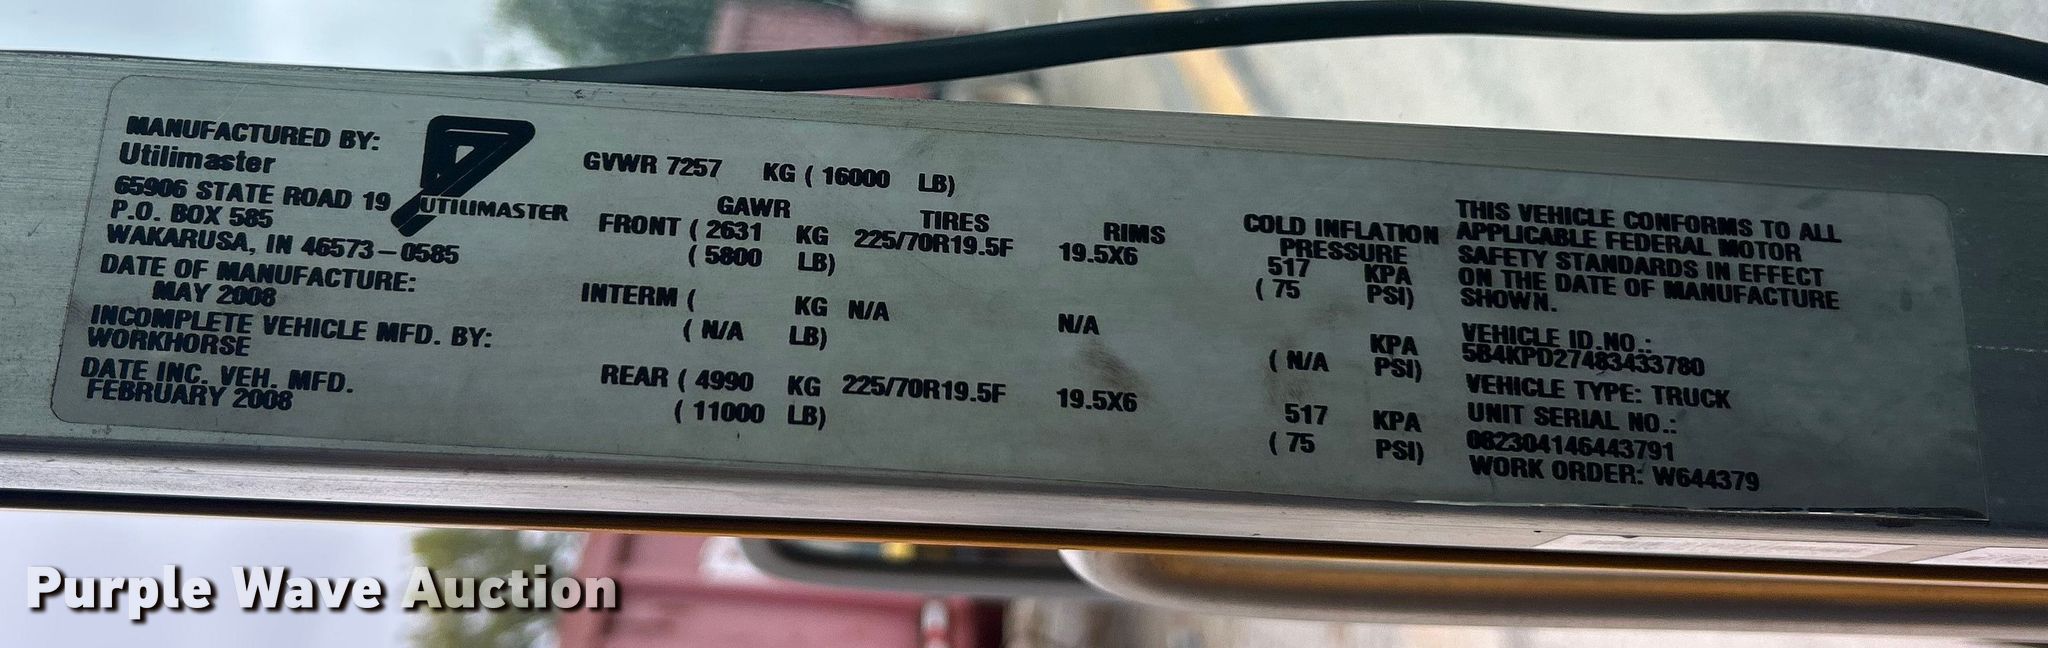 MANUFACTURED BY:
Utilimaster
65906 STATE ROAD 19
P.O. BOX 585
WAKARUSA, IN 46573-0585
DATE OF MANUFACTURE:
MAY 2008
INCOMPLETE VEHICLE MFD. BY:
WORKHORSE
DATE INC. VEH. MFD.
FEBRUARY 2008
UTILIMASTER
GVWR 7257 KG ( 16000 LB)
GAWR TIRES RIMS COLD INFLATION PRESSURE
FRONT ( 2631 KG 225/70R19.5F 19.5X6 517 KPA
( 5800 LB) ( 75 PSI)
INTERM ( KG N/A N/A KPA
( N/A LB) ( N/A PSI)
REAR ( 4990 KG 225/70R19.5F 19.5X6 517 KPA
( 11000 LB) ( 75 PSI)
THIS VEHICLE CONFORMS TO ALL
APPLICABLE FEDERAL MOTOR
SAFETY STANDARDS IN EFFECT
ON THE DATE OF MANUFACTURE
SHOWN.
VEHICLE ID.NO.:
5B4KPD27483433780
VEHICLE TYPE: TRUCK
UNIT SERIAL NO.:
082304146443791
WORK ORDER: W644379
Purple Wave Auction